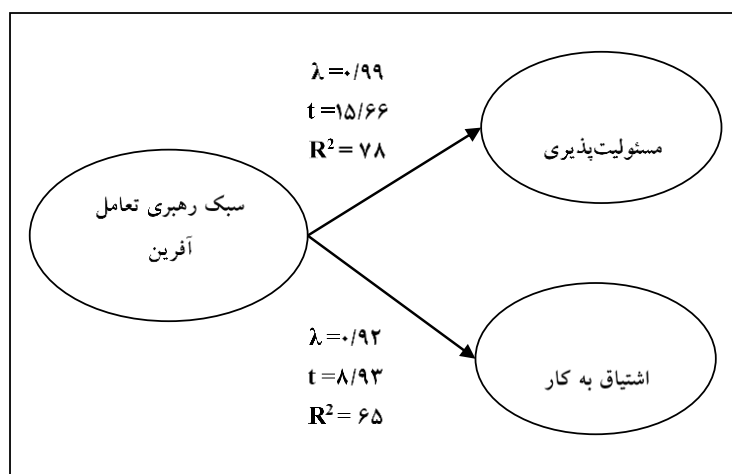 λ =۰/۹۹
t =۱۵/۶۶
R² = ۷۸
مسئولیت‌پذیری
سبک رهبری تعامل
آفرین
λ =۰/۹۲
t =۸/۹۳
R² = ۶۵
اشتیاق به کار